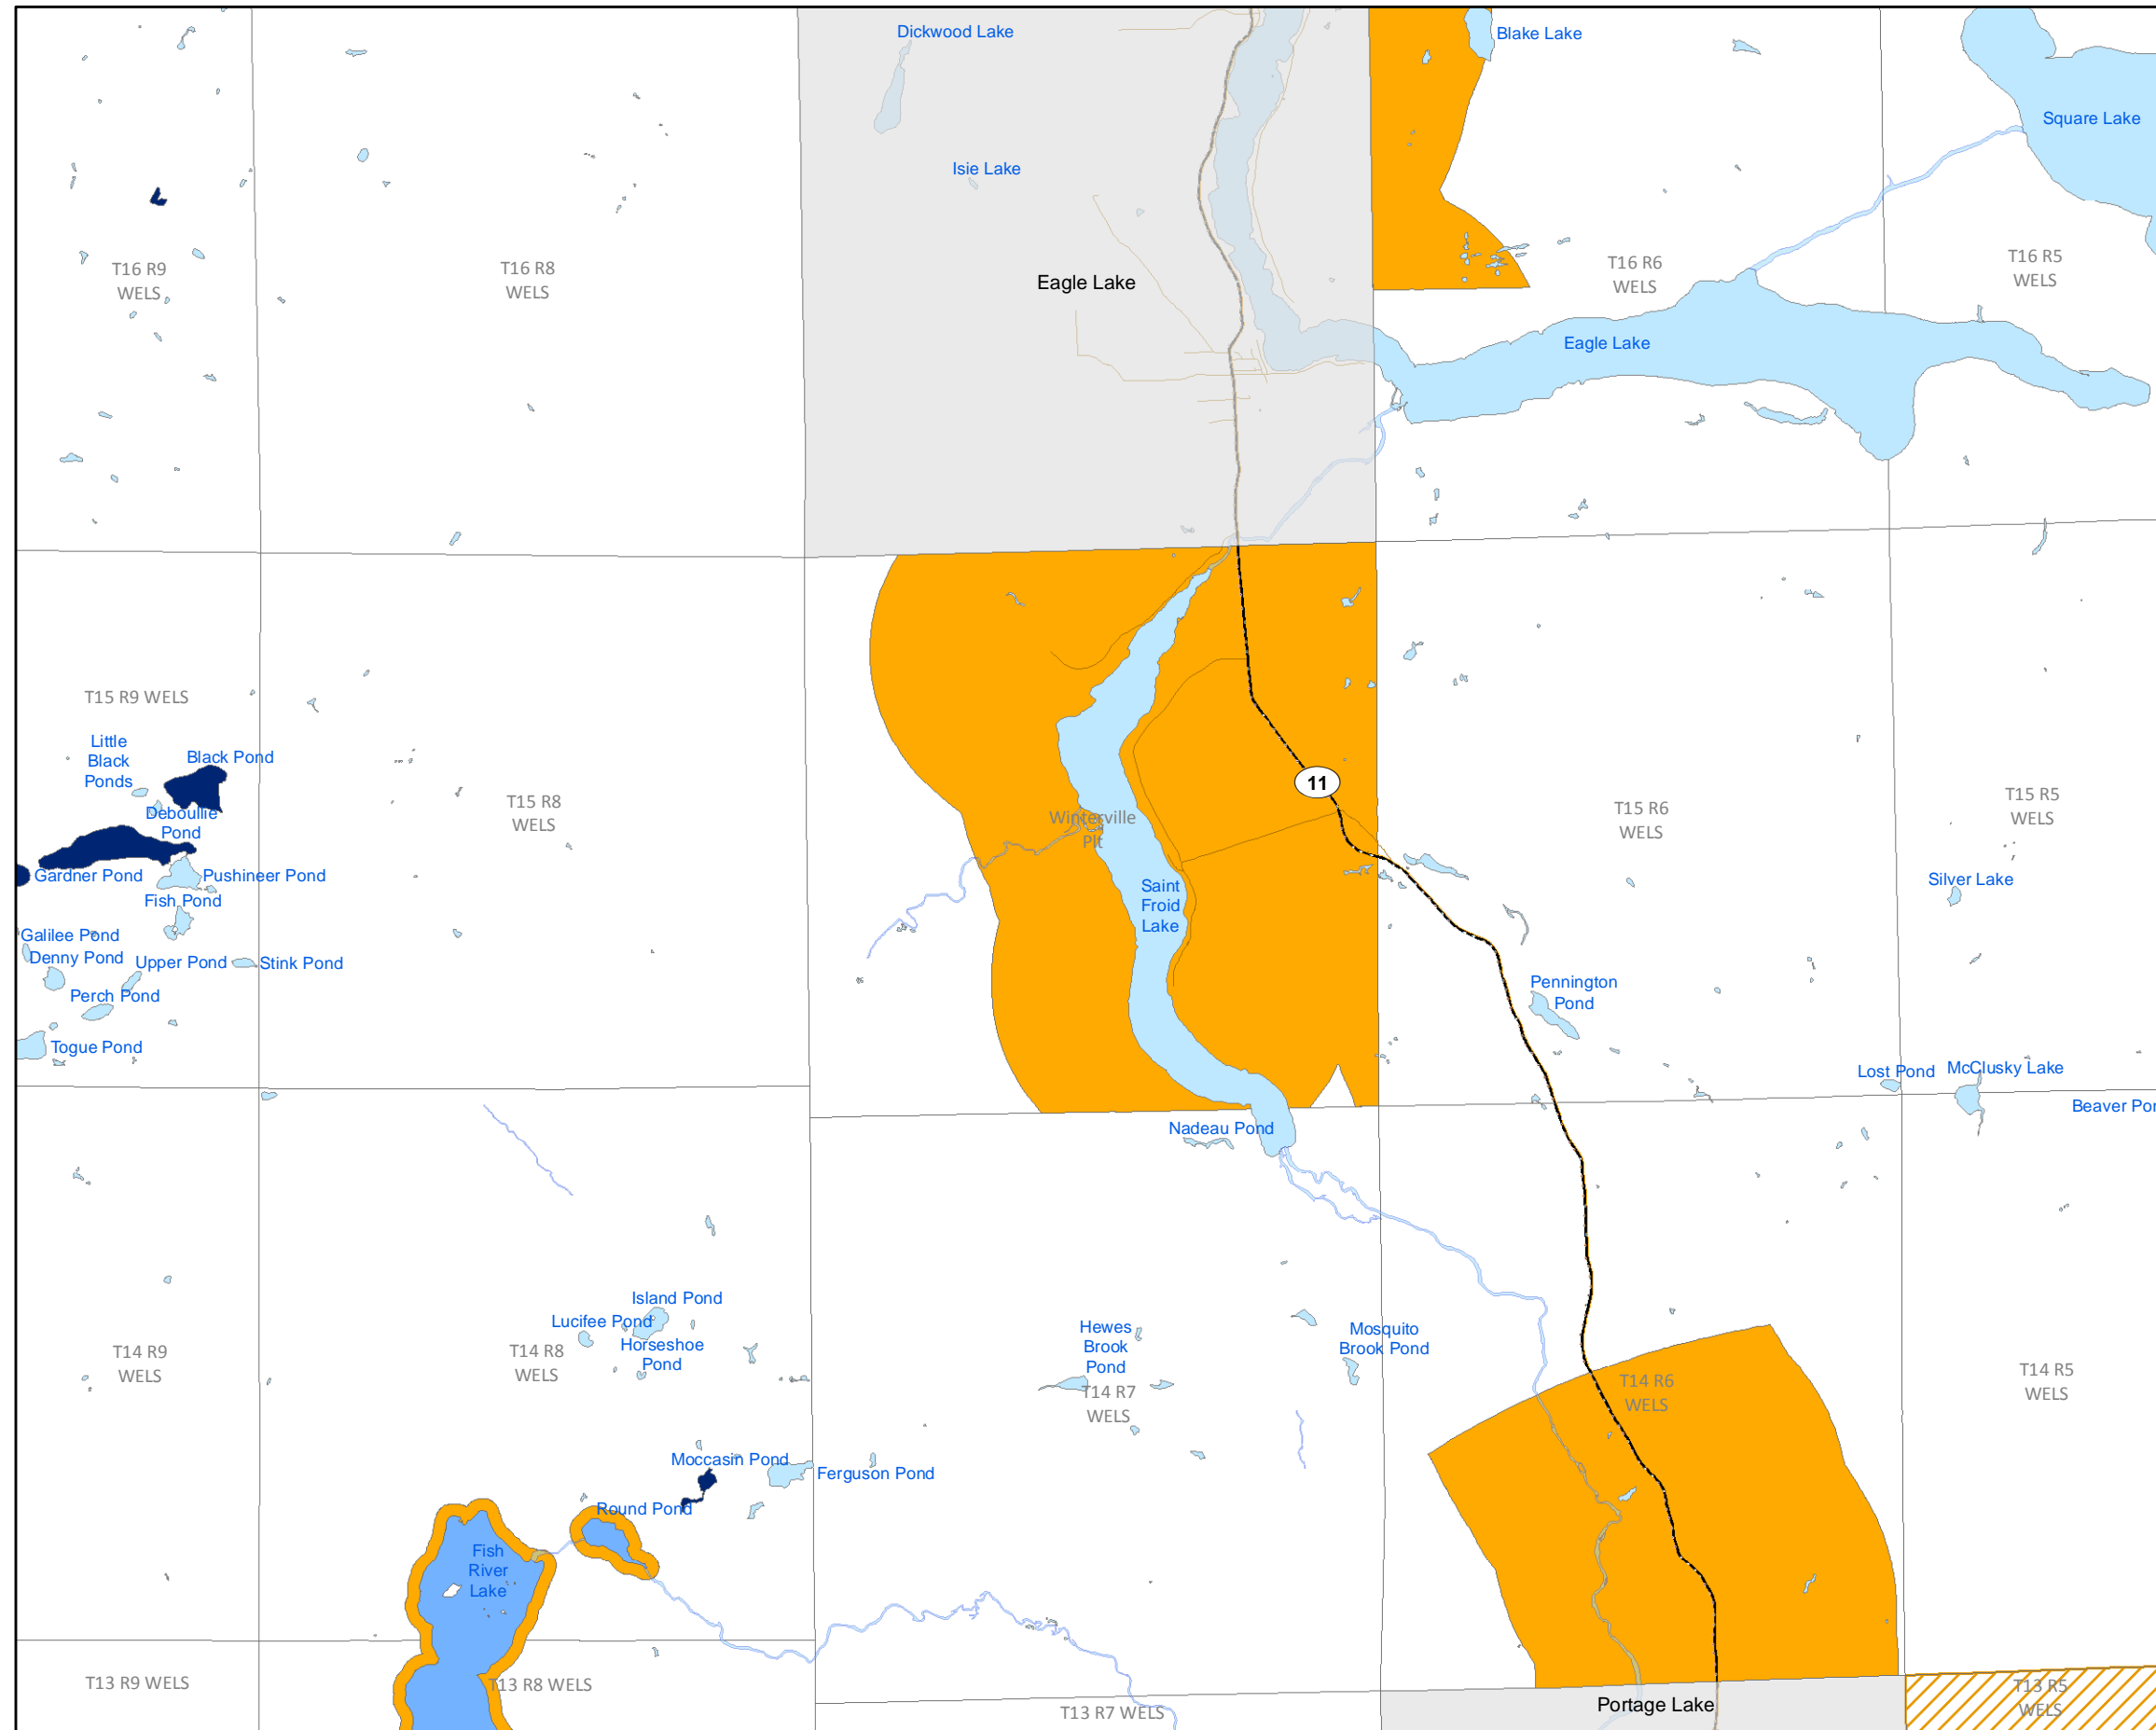 Dickwood Lake
Blake Lake
Square Lake
Isie Lake
T16 R9
WELS
T16 R8
WELS
Eagle Lake
T16 R6
WELS
T16 R5
WELS
Eagle Lake
T15 R9 WELS
Little
Black
Ponds
Black Pond
Deboullie
Pond
T15 R8
WELS
11
Winterville
Plt
T15 R6
WELS
T15 R5
WELS
Gardner Pond
Pushineer Pond
Fish Pond
Saint
Froid
Lake
Silver Lake
Galilee Pond
Denny Pond
Upper Pond
Stink Pond
Perch Pond
Pennington
Pond
Togue Pond
Lost Pond
McClusky Lake
Beaver Por
Nadeau Pond
Island Pond
Lucifee Pond
Horseshoe
Pond
T14 R9
WELS
T14 R8
WELS
Hewes
Brook
Pond
T14 R7
WELS
Mosquito
Brook Pond
T14 R6
WELS
T14 R5
WELS
Moccasin Pond
Ferguson Pond
Round Pond
Fish
River
Lake
T13 R9 WELS
T13 R8 WELS
T13 R7 WELS
Portage Lake
T13 R5
WELS